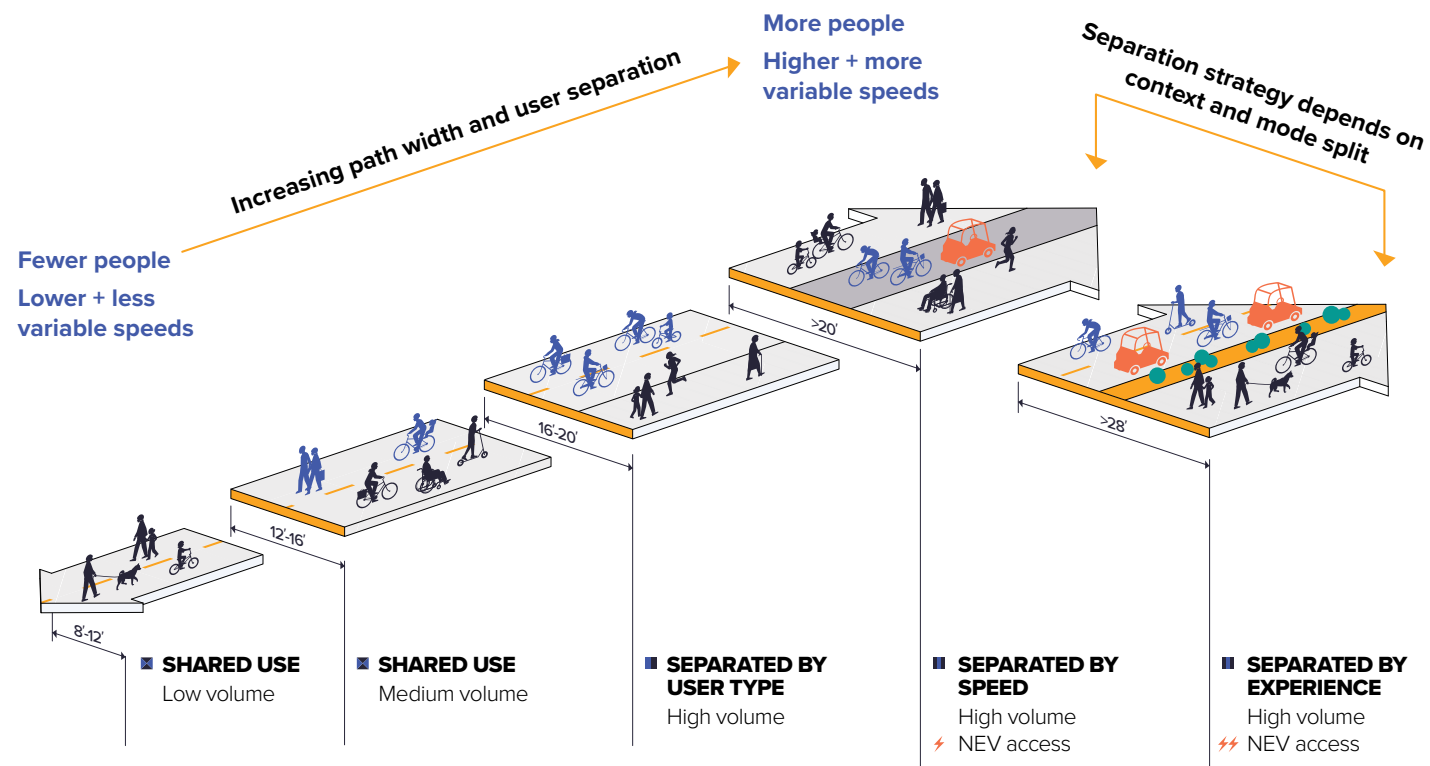 More people
Higher + more
variable speeds
Separation strategy depends on
context and mode split
Increasing path width and user separation
Fewer people
Lower + less
variable speeds
>20′
>28′
16′-20′
12′-16′
8′-12′
SHARED USE
Low volume
SHARED USE
Medium volume
SEPARATED BY
USER TYPE
High volume
SEPARATED BY
SPEED
High volume
NEV access
SEPARATED BY
EXPERIENCE
High volume
NEV access